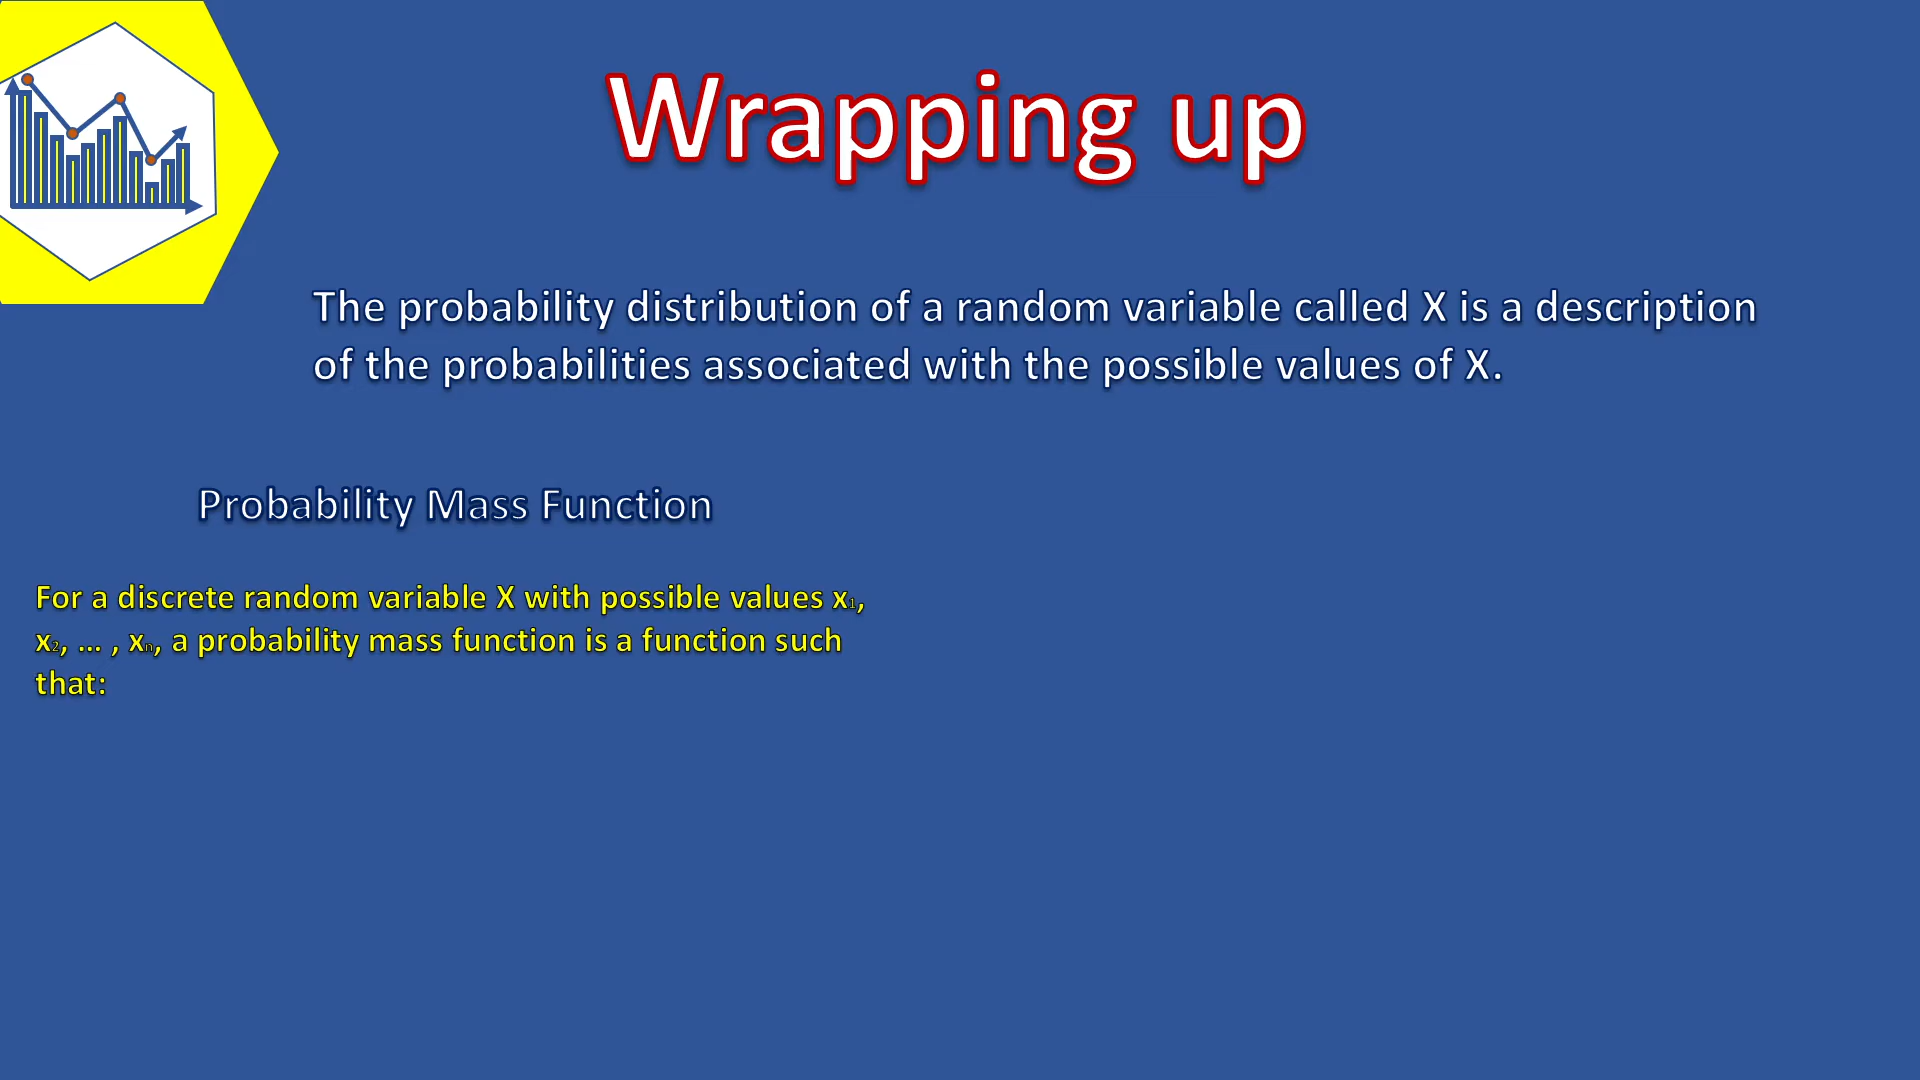 Wrapping up
The probability distribution of a random variable called X is a description
of the probabilities associated with the possible values of X.
Probability Mass Function
For a discrete random variable X with possible values x₁,
x₂, ... , xₙ, a probability mass function is a function such
that: